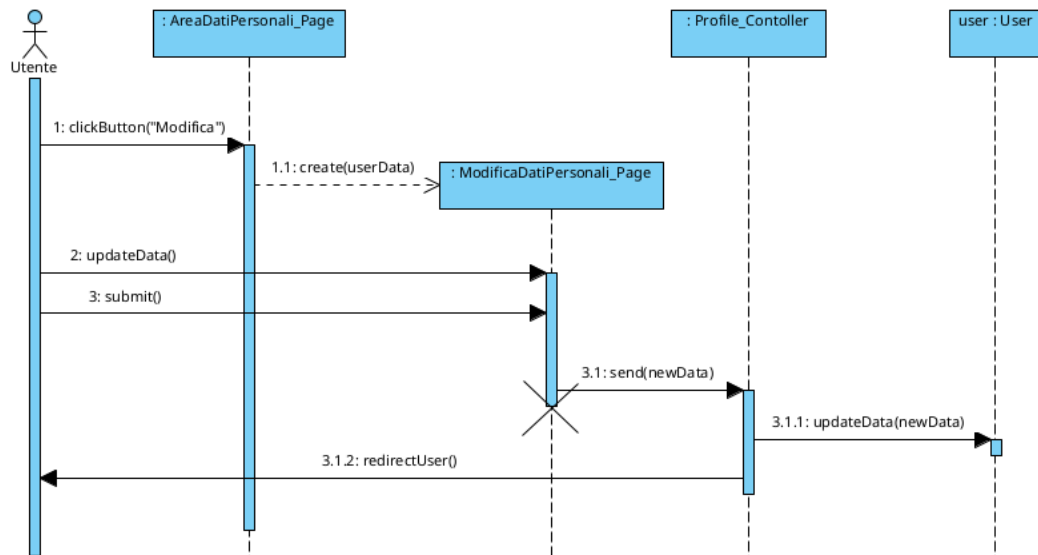 : AreaDatiPersonali_Page
: Profile_Contoller
user : User
Utente
1: clickButton("Modifica")
1.1: create(userData)
: ModificaDatiPersonali_Page
2: updateData()
3: submit()
3.1: send(newData)
3.1.1: updateData(newData)
3.1.2: redirectUser()